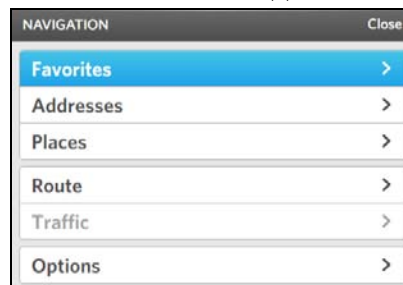 NAVIGATION Close
Favorites
Addresses
Places
Route
Traffic
Options